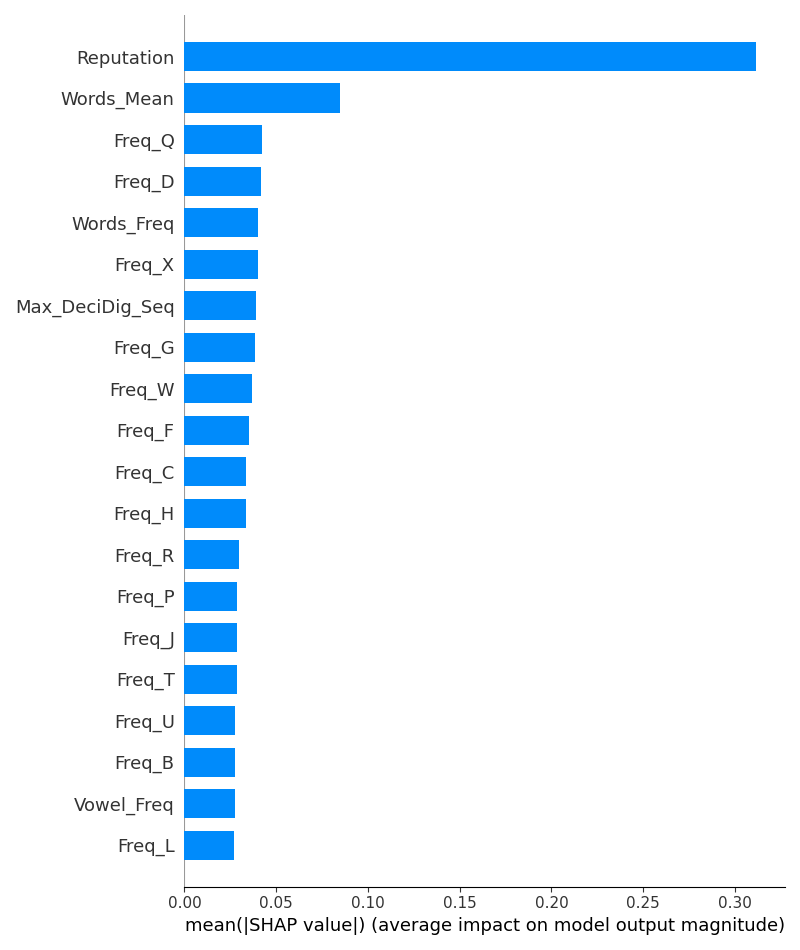 Reputation
Words_Mean
Freq_Q
Freq_D
Words_Freq
Freq_X
Max_DeciDig_Seq
Freq_G
Freq_W
Freq_F
Freq_C
Freq_H
Freq_R
Freq_P
Freq_J
Freq_T
Freq_U
Freq_B
Vowel_Freq
Freq_L
0.00 0.05 0.10 0.15 0.20 0.25 0.30
mean(|SHAP value|) (average impact on model output magnitude)